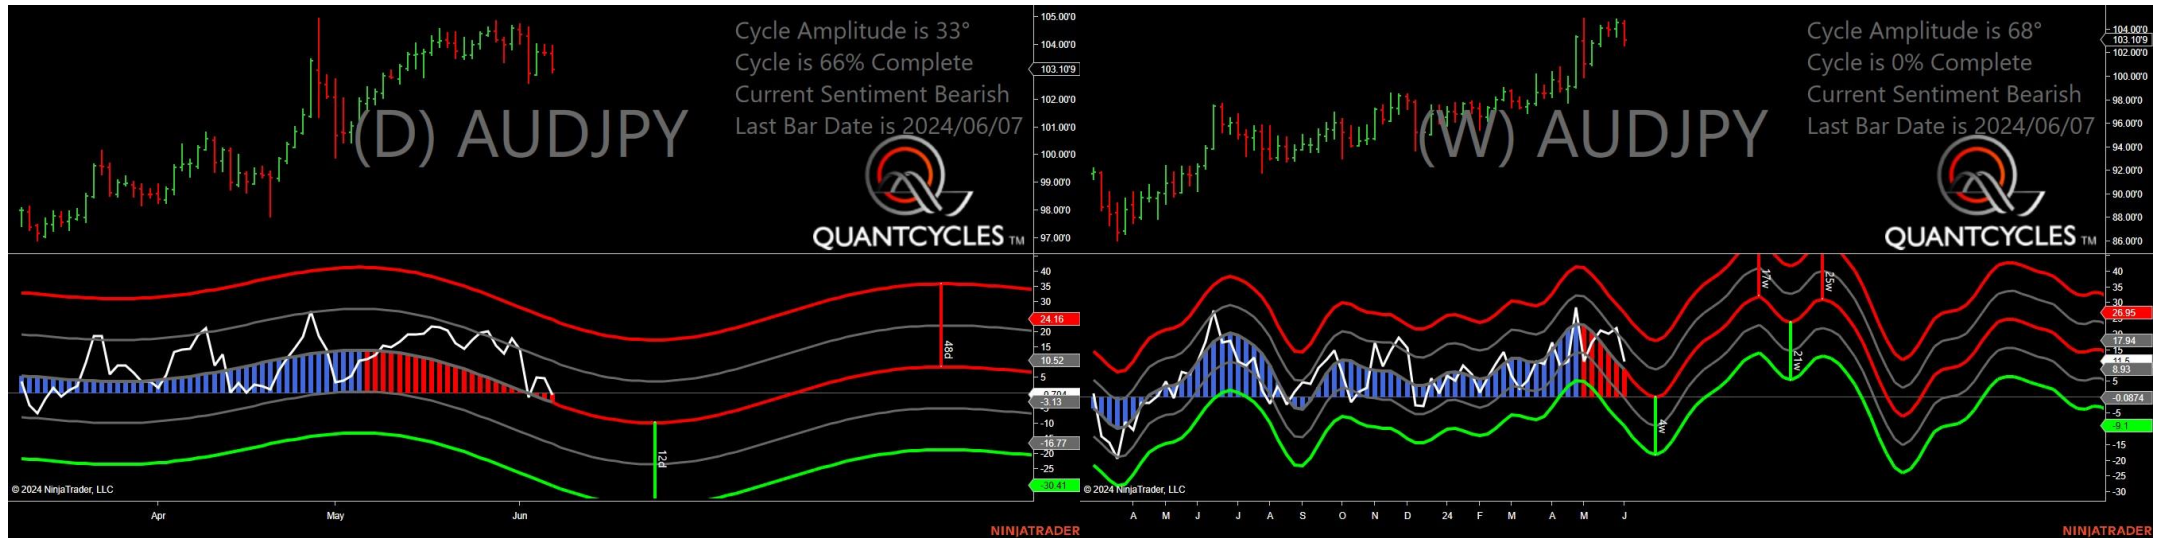 Cycle Amplitude is 33°
Cycle is 66% Complete
Current Sentiment Bearish
Last Bar Date is 2024/06/07
(D) AUDJPY
QUANTCYCLES TM
105.00'0
104.00'0
103.10'9
102.00'0
101.00'0
100.00'0
99.00'0
98.00'0
97.00'0
40
35
30
24.16
20
15
10.52
5
-3.13
-10
-16.77
-20
-25
-30.41
48d
12d
© 2024 NinjaTrader, LLC
Apr
May
Jun
NINJATRADER
Cycle Amplitude is 68°
Cycle is 0% Complete
Current Sentiment Bearish
Last Bar Date is 2024/06/07
(W) AUDJPY
QUANTCYCLES TM
104.00'0
103.10'9
102.00'0
100.00'0
98.00'0
96.00'0
94.00'0
92.00'0
90.00'0
88.00'0
86.00'0
40
35
30
26.95
17.94
15
11.5
8.93
5
-0.0874
-5
-9.1
-15
-20
-25
-30
17w
25w
21w
4w
© 2024 NinjaTrader, LLC
A M J J A S O N D 24 F M A M J
NINJATRADER